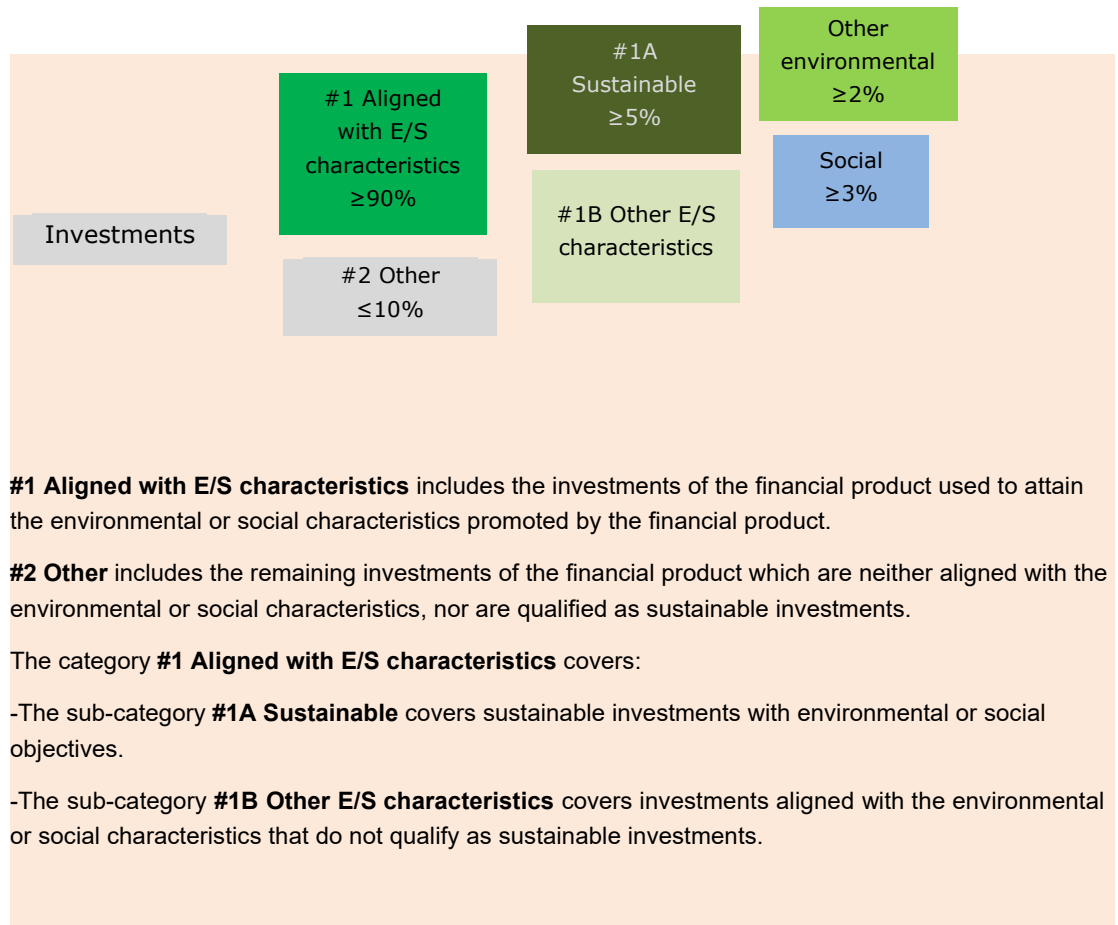 Investments
#1 Aligned
with E/S
characteristics
≥90%
#2 Other
≤10%
#1A
Sustainable
≥5%
#1B Other E/S
characteristics
Other
environmental
≥2%
Social
≥3%
#1 Aligned with E/S characteristics includes the investments of the financial product used to attain
the environmental or social characteristics promoted by the financial product.
#2 Other includes the remaining investments of the financial product which are neither aligned with the
environmental or social characteristics, nor are qualified as sustainable investments.
The category #1 Aligned with E/S characteristics covers:
-The sub-category #1A Sustainable covers sustainable investments with environmental or social
objectives.
-The sub-category #1B Other E/S characteristics covers investments aligned with the environmental
or social characteristics that do not qualify as sustainable investments.